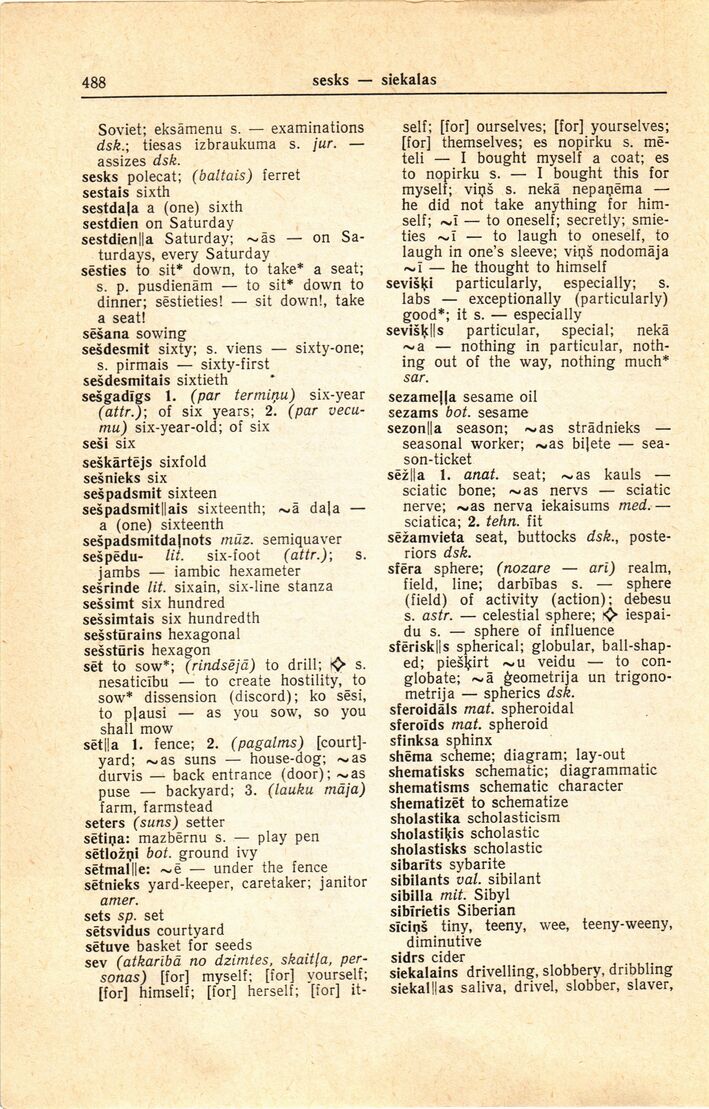 488
sesks — siekalas
Soviet; eksāmenu s. — examinations
dsk.; tiesas izbraukuma s. jur. —
assizes dsk.
sesks polecat; (baltais) ferret
sestais sixth
sestdaļa a (one) sixth
sestdien on Saturday
sestdien||a Saturday; ~ās — on Sa-
turdays, every Saturday
sēsties to sit* down, to take* a seat;
s. p. pusdienām — to sit* down to
dinner; sēstieties! — sit down!, take
a seat!
sēšana sowing
sešdesmit sixty; s. viens — sixty-one;
s. pirmais — sixty-first
sešdesmitais sixtieth
sešgadīgs 1. (par termiņu) six-year
(attr.); of six years; 2. (par vecu-
mu) six-year-old; of six
seši six
seškārtējs sixfold
sešnieks six
sešpadsmit sixteen
sešpadsmit||ais sixteenth; ~ā daļa —
a (one) sixteenth
sešpadsmitdaļnots mūz. semiquaver
sešpēdu- lit. six-foot (attr.); s.
jambs — iambic hexameter
sešrinde lit. sixain, six-line stanza
sešsimt six hundred
sešsimtais six hundredth
sešstūrains hexagonal
sešstūris hexagon
sēt to sow*; (rindsējā) to drill; ◇ s.
nesaticību — to create hostility, to
sow* dissension (discord); ko sēsi,
to pļausi — as you sow, so you
shall mow
sēt||a 1. fence; 2. (pagalms) [court]-
yard; ~as suns — house-dog; ~as
durvis — back entrance (door); ~as
puse — backyard; 3. (lauku māja)
farm, farmstead
seters (suns) setter
sētiņa: mazbērnu s. — play pen
sētložņi bot. ground ivy
sētmal||e: ~ē — under the fence
sētnieks yard-keeper, caretaker; janitor
amer.
sets sp. set
sētsvidus courtyard
sētuve basket for seeds
sev (atkarībā no dzimtes, skaitļa, per-
sonas) [for] myself; [for] yourself;
[for] himself; [for] herself; [for] it-
self; [for] ourselves; [for] yourselves;
[for] themselves; es nopirku s. mē-
teli — I bought myself a coat; es
to nopirku s. — I bought this for
myself; viņš s. nekā nepaņēma —
he did not take anything for him-
self; ~ī — to oneself; secretly; smie-
ties ~ī — to laugh to oneself, to
laugh in one's sleeve; viņš nodomāja
~ī — he thought to himself
sevišķi particularly, especially; s.
labs — exceptionally (particularly)
good*; it s. — especially
sevišķ||s particular, special; nekā
~a — nothing in particular, noth-
ing out of the way, nothing much*
sar.
sezameļļa sesame oil
sezams bot. sesame
sezon||a season; ~as strādnieks —
seasonal worker; ~as biļete — sea-
son-ticket
sēž||a 1. anat. seat; ~as kauls —
sciatic bone; ~as nervs — sciatic
nerve; ~as nerva iekaisums med. —
sciatica; 2. tehn. fit
sēžamvieta seat, buttocks dsk., poste-
riors dsk.
sfēra sphere; (nozare — arī) realm,
field, line; darbības s. — sphere
(field) of activity (action); debesu
s. astr. — celestial sphere; ◇ iespai-
du s. — sphere of influence
sfērisk||s spherical; globular, ball-shap-
ed; piešķirt ~u veidu — to con-
globate; ~ā ģeometrija un trigono-
metrija — spherics dsk.
sferoidāls mat. spheroidal
sferoīds mat. spheroid
sfinksa sphinx
shēma scheme; diagram; lay-out
shematisks schematic; diagrammatic
shematisms schematic character
shematizēt to schematize
sholastika scholasticism
sholastiķis scholastic
sholastisks scholastic
sibarīts sybarite
sibilants val. sibilant
sibilla mit. Sibyl
sibīrietis Siberian
sīciņš tiny, teeny, wee, teeny-weeny,
diminutive
sidrs cider
siekalains drivelling, slobbery, dribbling
siekal||as saliva, drivel, slobber, slaver,